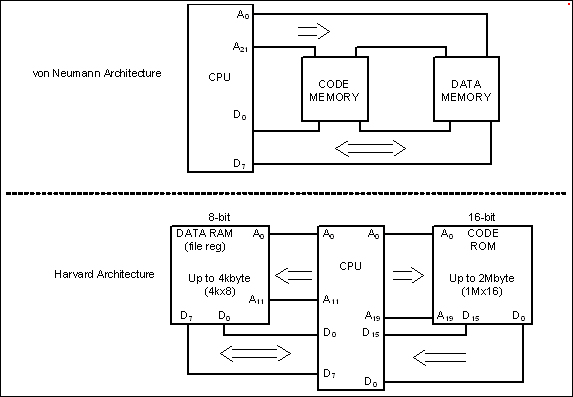 von Neumann Architecture
A0
A21
CPU
D0
D7
CODE
MEMORY
DATA
MEMORY
Harvard Architecture
8-bit
DATA RAM
(file reg)
A0
Up to 4kbyte
(4kx8)
A11
D7
D0
A0
A0
CPU
A11
A19
D0
D15
D7
D0
16-bit
A0
CODE
ROM
Up to 2Mbyte
(1Mx16)
A19
D15
D0